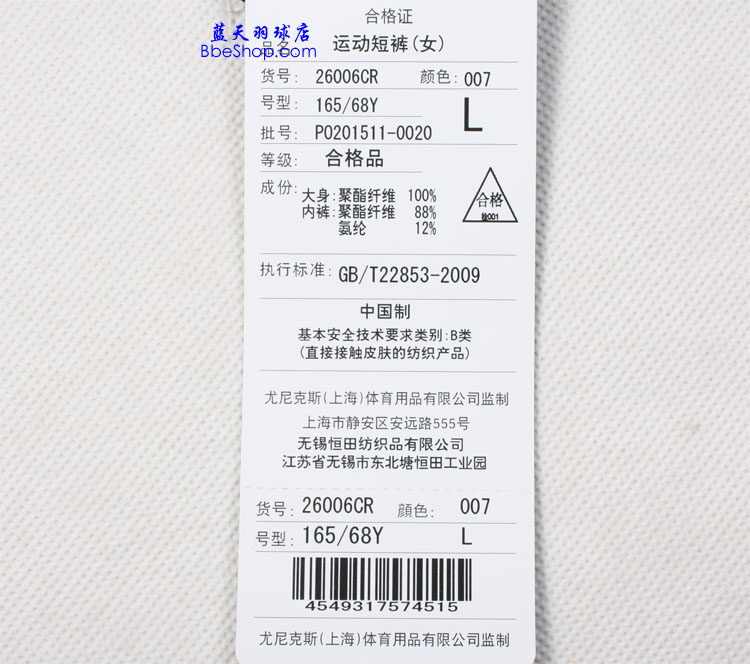 合格证
蓝天羽球店
BbeShop.com
品名: 运动短裤(女)
货号: 26006CR 颜色: 007
号型: 165/68Y L
批号: P0201511-0020
等级: 合格品
成份: 大身:聚酯纤维 100%
内裤:聚酯纤维 88%
氨纶 12%
合格
检001
执行标准: GB/T22853-2009
中国制
基本安全技术要求类别:B类
(直接接触皮肤的纺织产品)
尤尼克斯(上海)体育用品有限公司监制
上海市静安区安远路555号
无锡恒田纺织品有限公司
江苏省无锡市东北塘恒田工业园
货号: 26006CR 颜色: 007
号型: 165/68Y L
4549317574515
尤尼克斯(上海)体育用品有限公司监制